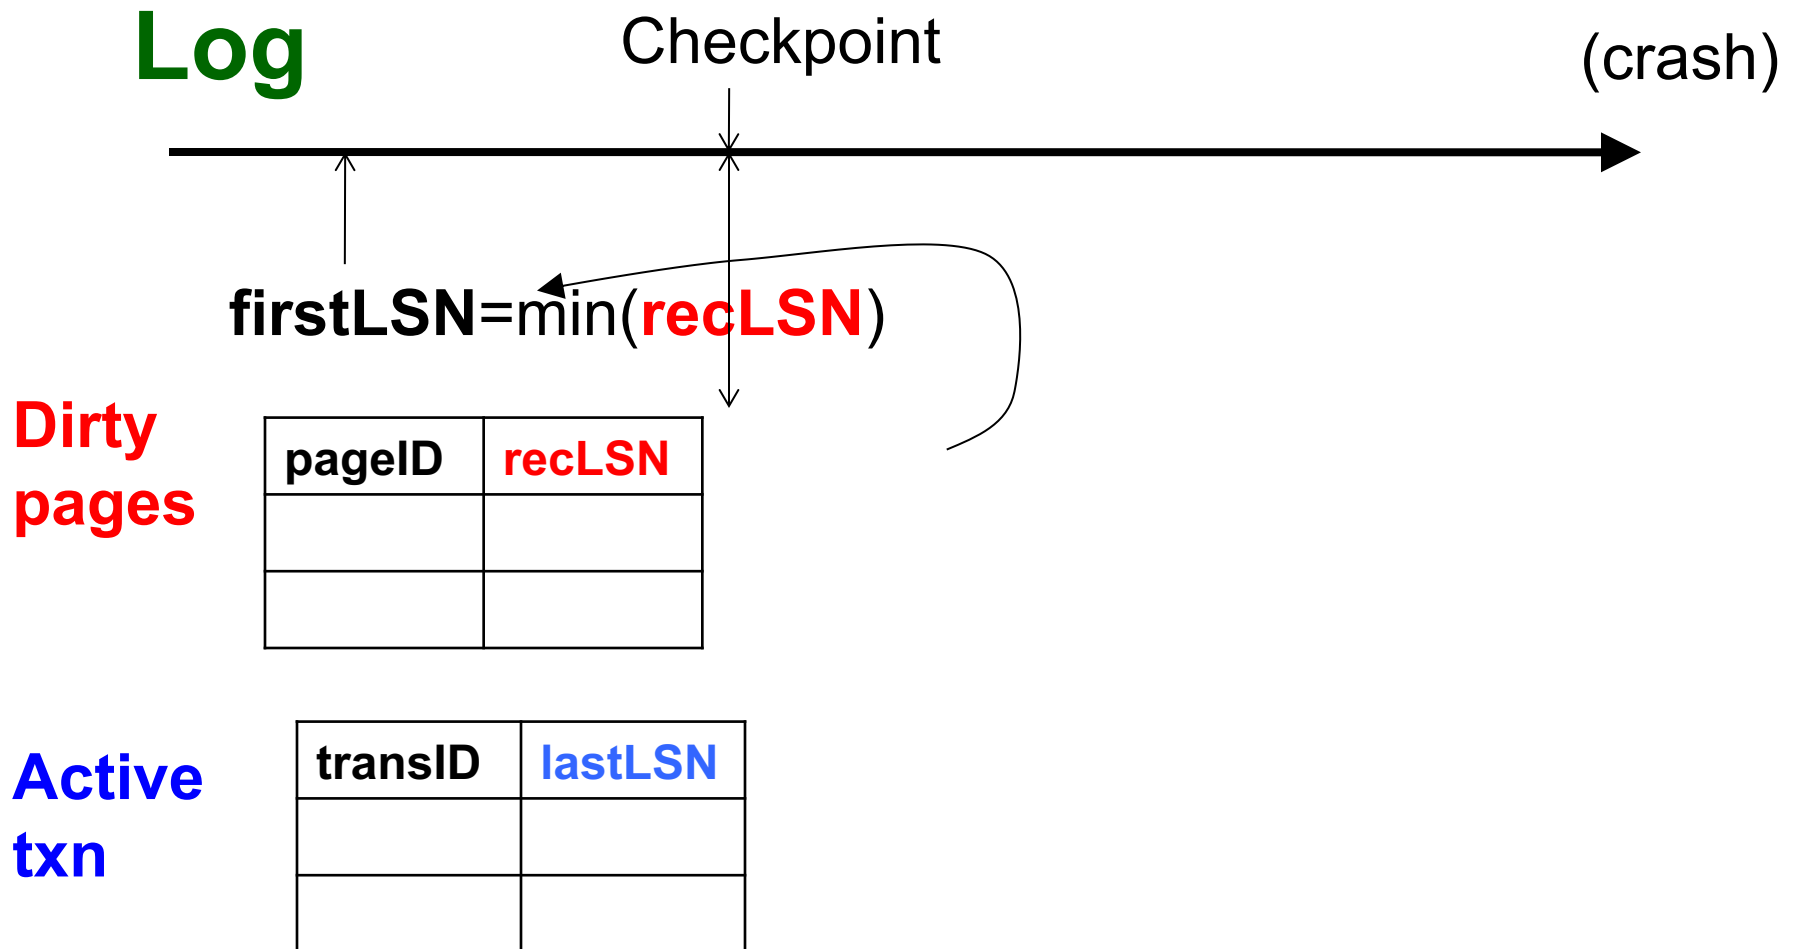 Log
Checkpoint
(crash)
firstLSN=min(recLSN)
Dirty
pages
pageID recLSN
Active
txn
transID lastLSN